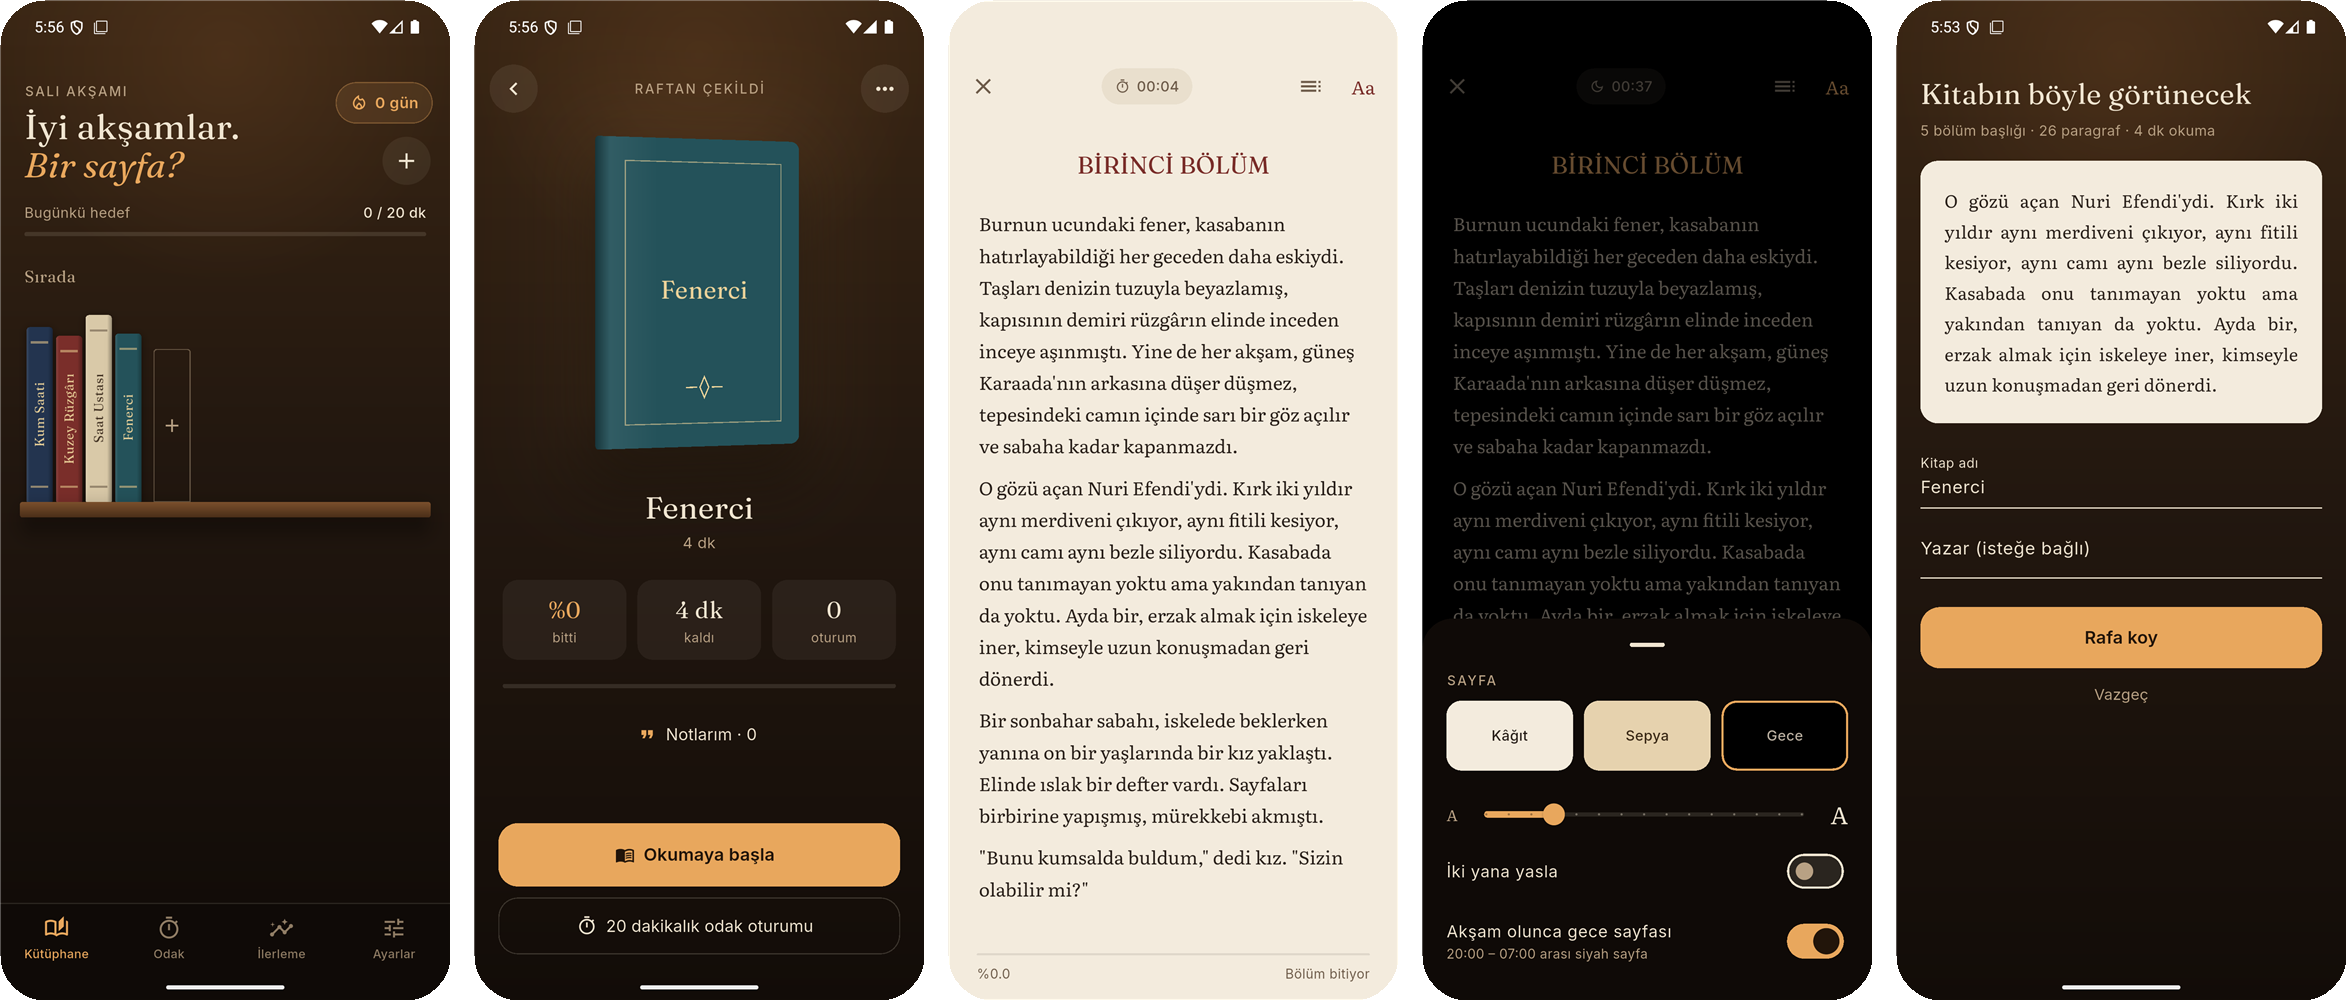 5:56
SALI AKŞAMI
İyi akşamlar.
Bir sayfa?
0 gün
+
Bugünkü hedef
0 / 20 dk
Sırada
Kum Saati
Kuzey Rüzgârı
Saat Ustası
Fenerci
+
Kütüphane
Odak
İlerleme
Ayarlar
5:56
RAFTAN ÇEKİLDİ
Fenerci
Fenerci
4 dk
%0
bitti
4 dk
kaldı
0
oturum
Notlarım · 0
Okumaya başla
20 dakikalık odak oturumu
00:04
Aa
BİRİNCİ BÖLÜM
Burnun ucundaki fener, kasabanın
hatırlayabildiği her geceden daha eskiydi.
Taşları denizin tuzuyla beyazlamış,
kapısının demiri rüzgârın elinde inceden
inceye aşınmıştı. Yine de her akşam, güneş
Karaada'nın arkasına düşer düşmez,
tepesindeki camın içinde sarı bir göz açılır
ve sabaha kadar kapanmazdı.
O gözü açan Nuri Efendi'ydi. Kırk iki yıldır
aynı merdiveni çıkıyor, aynı fitili kesiyor,
aynı camı aynı bezle siliyordu. Kasabada
onu tanımayan yoktu ama yakından tanıyan
da yoktu. Ayda bir, erzak almak için iskeleye
iner, kimseyle uzun konuşmadan geri
dönerdi.
Bir sonbahar sabahı, iskelede beklerken
yanına on bir yaşlarında bir kız yaklaştı.
Elinde ıslak bir defter vardı. Sayfaları
birbirine yapışmış, mürekkebi akmıştı.
"Bunu kumsalda buldum," dedi kız. "Sizin
olabilir mi?"
%0.0
Bölüm bitiyor
00:37
Aa
BİRİNCİ BÖLÜM
Burnun ucundaki fener, kasabanın
hatırlayabildiği her geceden daha eskiydi.
Taşları denizin tuzuyla beyazlamış,
kapısının demiri rüzgârın elinde inceden
inceye aşınmıştı. Yine de her akşam, güneş
Karaada'nın arkasına düşer düşmez,
tepesindeki camın içinde sarı bir göz açılır
ve sabaha kadar kapanmazdı.
O gözü açan Nuri Efendi'ydi. Kırk iki yıldır
aynı merdiveni çıkıyor, aynı fitili kesiyor,
aynı camı aynı bezle siliyordu. Kasabada
onu tanımayan yoktu ama yakından tanıyan
da yoktu. Ayda bir, erzak almak için iskeleye
SAYFA
Kâğıt
Sepya
Gece
A
A
İki yana yasla
Akşam olunca gece sayfası
20:00 – 07:00 arası siyah sayfa
5:53
Kitabın böyle görünecek
5 bölüm başlığı · 26 paragraf · 4 dk okuma
O gözü açan Nuri Efendi'ydi. Kırk iki
yıldır aynı merdiveni çıkıyor, aynı fitili
kesiyor, aynı camı aynı bezle siliyordu.
Kasabada onu tanımayan yoktu ama
yakından tanıyan da yoktu. Ayda bir,
erzak almak için iskeleye iner, kimseyle
uzun konuşmadan geri dönerdi.
Kitap adı
Fenerci
Yazar (isteğe bağlı)
Rafa koy
Vazgeç